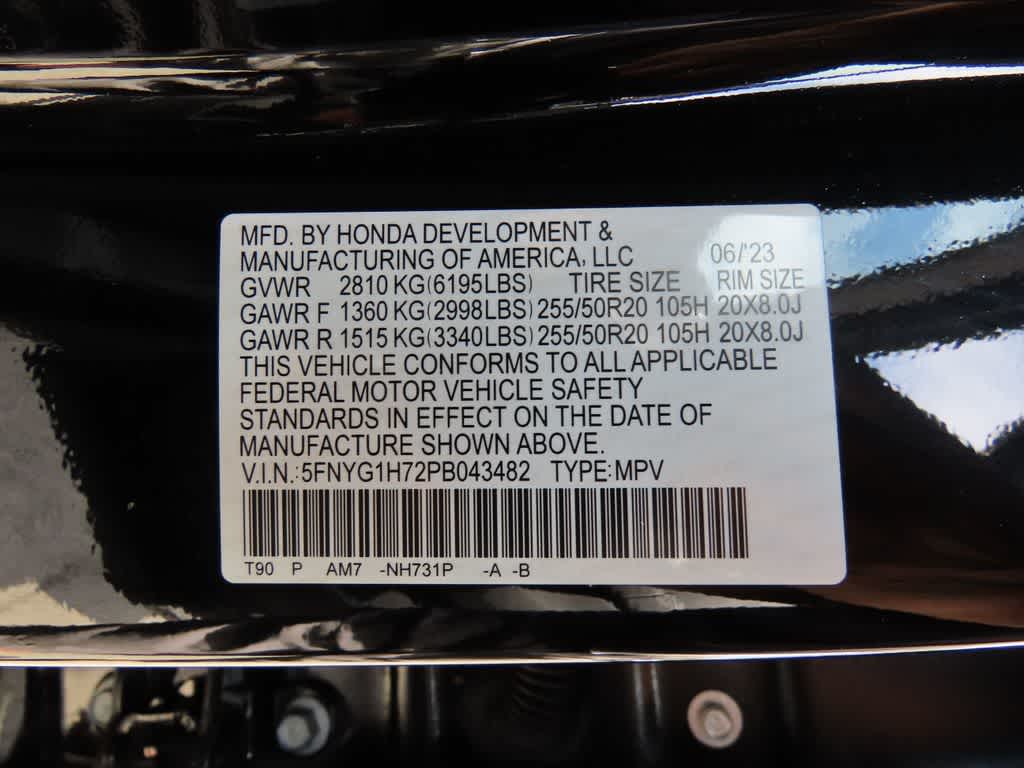 MFD. BY HONDA DEVELOPMENT &
MANUFACTURING OF AMERICA, LLC 06/'23
GVWR 2810 KG(6195LBS) TIRE SIZE RIM SIZE
GAWR F 1360 KG(2998LBS) 255/50R20 105H 20X8.0J
GAWR R 1515 KG(3340LBS) 255/50R20 105H 20X8.0J
THIS VEHICLE CONFORMS TO ALL APPLICABLE
FEDERAL MOTOR VEHICLE SAFETY
STANDARDS IN EFFECT ON THE DATE OF
MANUFACTURE SHOWN ABOVE.
V.I.N.:5FNYG1H72PB043482 TYPE:MPV
T90 P AM7 -NH731P -A -B